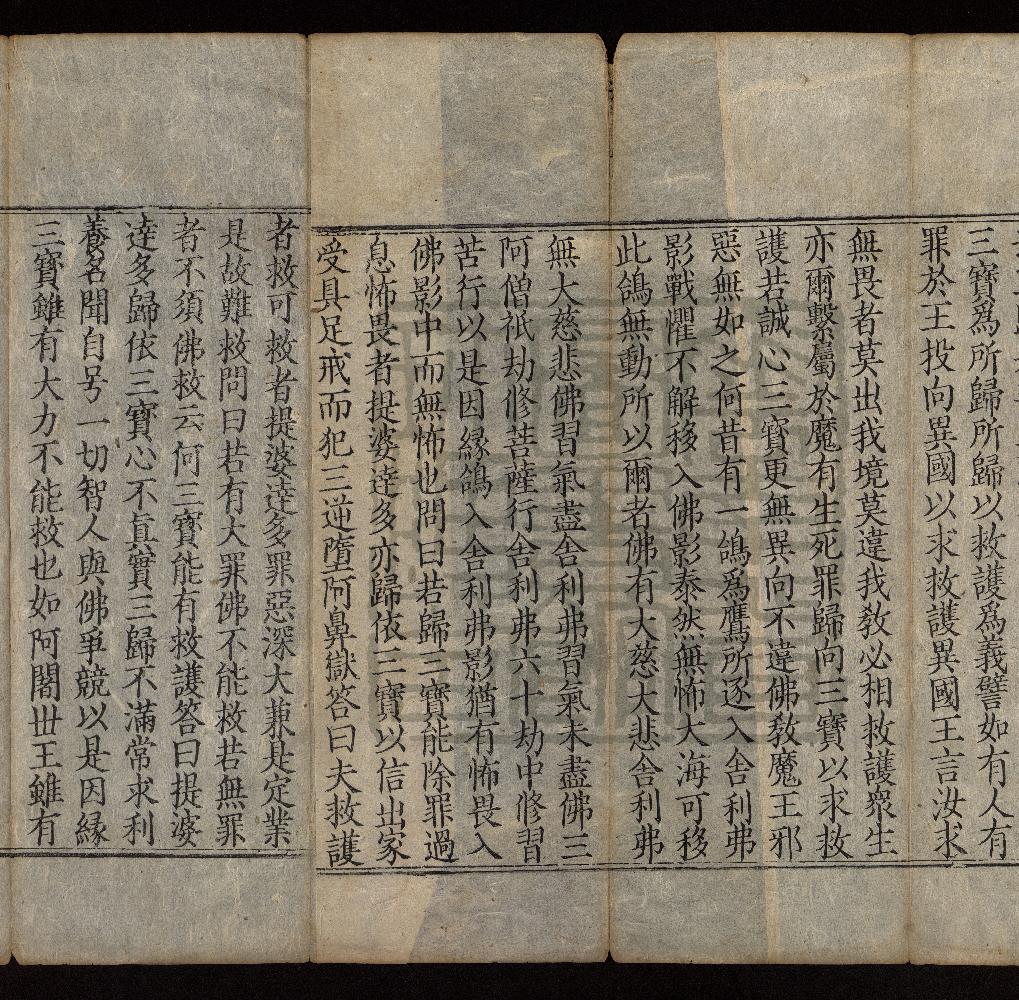 三寶爲所歸所歸以救護爲義譬如有人有
罪於王投向異國以求救護異國王言汝求
無畏者莫出我境莫違我教必相救護衆生
亦爾繫屬於魔有生死罪歸向三寶以求救
護若誠心三寶更無異向不違佛教魔王邪
惡無如之何昔有一鴿爲鷹所逐入舍利弗
影戰懼不解移入佛影泰然無怖大海可移
此鴿無動所以爾者佛有大慈大悲舍利弗
無大慈悲佛習氣盡舍利弗習氣未盡佛三
阿僧祇劫修菩薩行舍利弗六十劫中修習
苦行以是因緣鴿入舍利弗影猶有怖畏入
佛影中而無怖也問曰若歸三寶能除罪過
息怖畏者提婆達多亦歸依三寶以信出家
受具足戒而犯三逆墮阿鼻獄答曰夫救護
者救可救者提婆達多罪惡深大兼是定業
是故難救問曰若有大罪佛不能救若無罪
者不須佛救云何三寶能有救護答曰提婆
達多歸依三寶心不真實三歸不滿常求利
養名聞自号一切智人與佛爭競以是因緣
三寶雖有大力不能救也如阿闍世王雖有